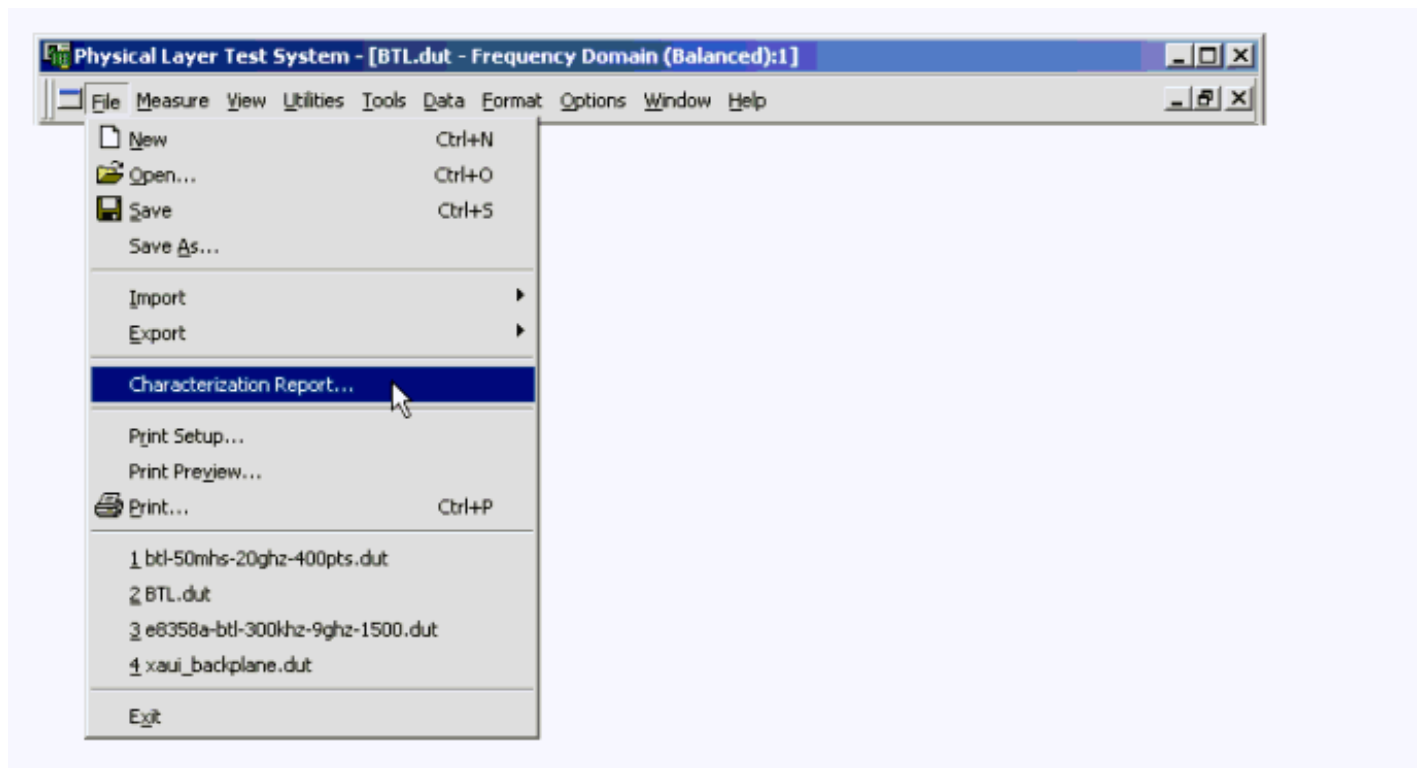 Physical Layer Test System - [BTL.dut - Frequency Domain (Balanced):1]
File Measure View Utilities Tools Data Format Options Window Help
New Ctrl+N
Open... Ctrl+O
Save Ctrl+S
Save As...
Import
Export
Characterization Report...
Print Setup...
Print Preview...
Print... Ctrl+P
1 btl-50mhs-20ghz-400pts.dut
2 BTL.dut
3 e8358a-btl-300khz-9ghz-1500.dut
4 xaui_backplane.dut
Exit